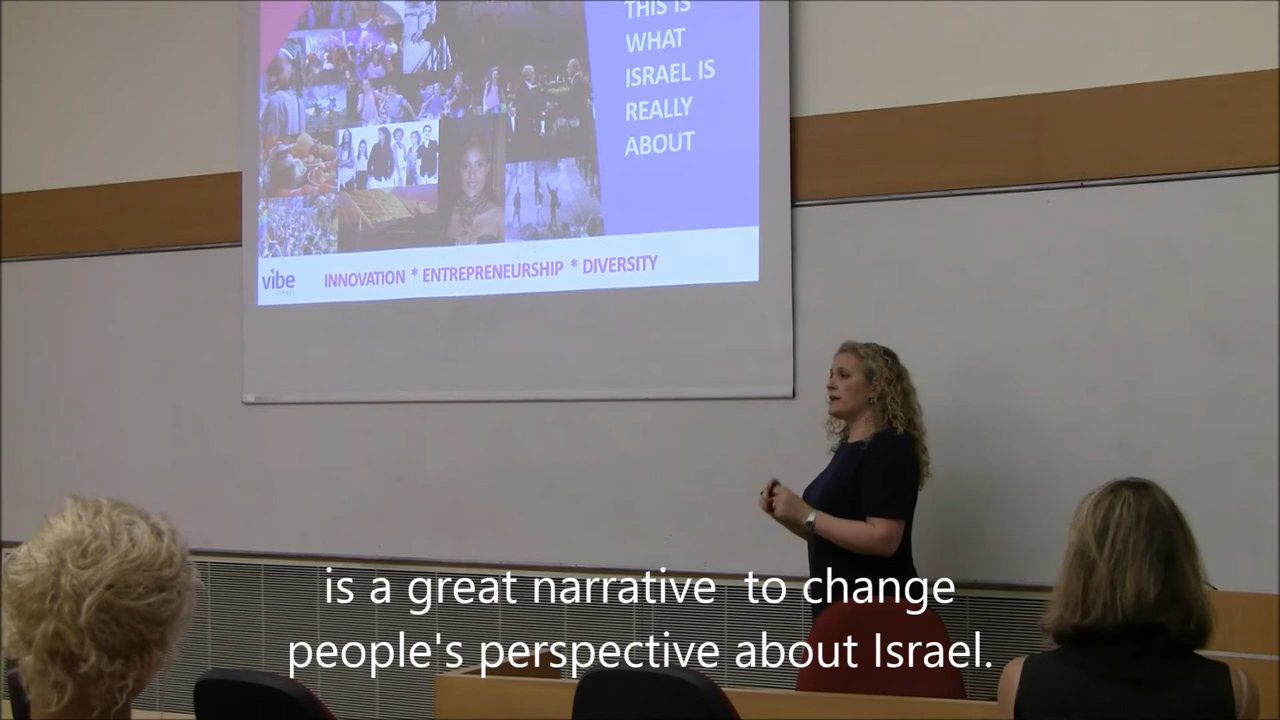 THIS IS
WHAT
ISRAEL IS
REALLY
ABOUT
vibe
ISRAEL
INNOVATION * ENTREPRENEURSHIP * DIVERSITY
is a great narrative  to change
people's perspective about Israel.